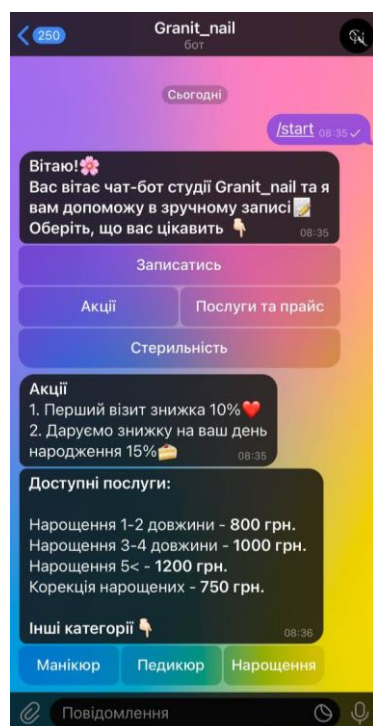 250
Granit_nail
бот
Сьогодні
/start 08:35
Вітаю!🌸
Вас вітає чат-бот студії Granit_nail та я
вам допоможу в зручному записі📝
Оберіть, що вас цікавить 👇🏻 08:35
Записатись
Акції
Послуги та прайс
Стерильність
Акції
1. Перший візит знижка 10%❤️
2. Даруємо знижку на ваш день
народження 15%🍰 08:35
Доступні послуги:
Нарощення 1-2 довжини - 800 грн.
Нарощення 3-4 довжини - 1000 грн.
Нарощення 5< - 1200 грн.
Корекція нарощених - 750 грн.
Інші категорії 👇🏻 08:36
Манікюр
Педикюр
Нарощення
Повідомлення